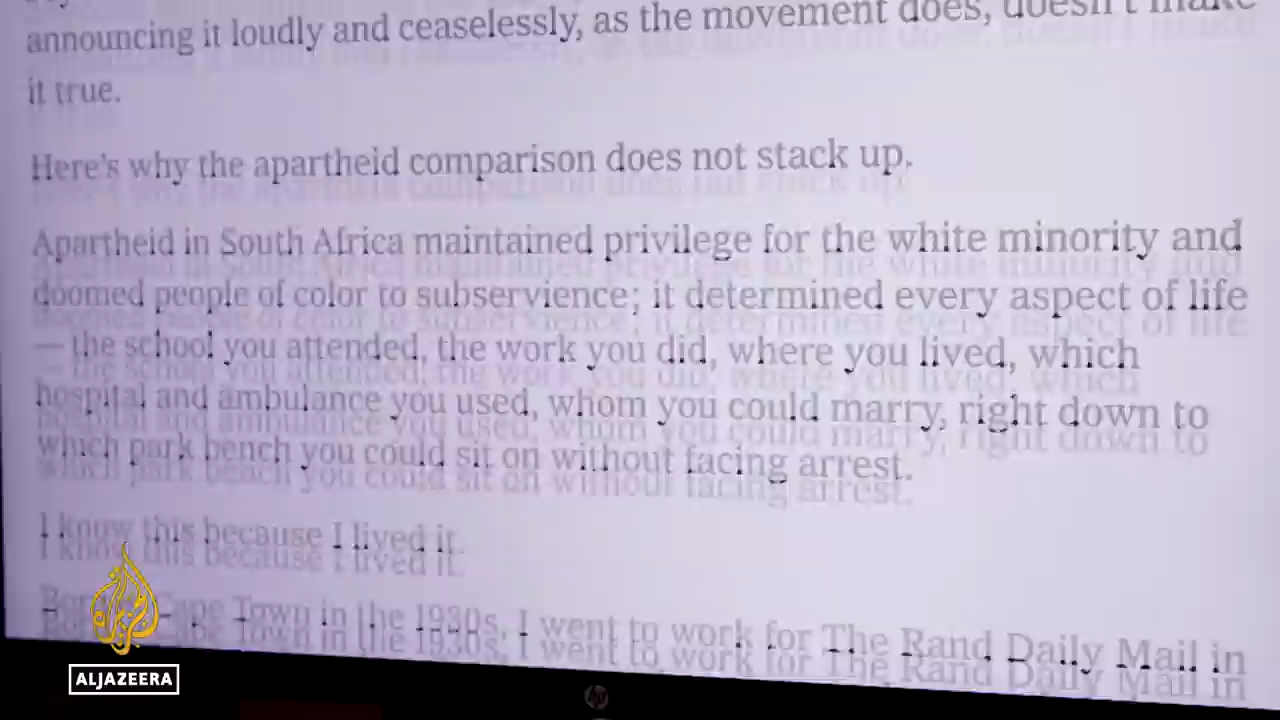 announcing it loudly and ceaselessly, as the movement does, doesn't make
it true.
Here's why the apartheid comparison does not stack up.
Apartheid in South Africa maintained privilege for the white minority and
doomed people of color to subservience; it determined every aspect of life
— the school you attended, the work you did, where you lived, which
hospital and ambulance you used, whom you could marry, right down to
which park bench you could sit on without facing arrest.
I know this because I lived it.
Cape Town in the 1930s, I went to work for The Rand Daily Mail in
الجزيرة
ALJAZEERA
hp